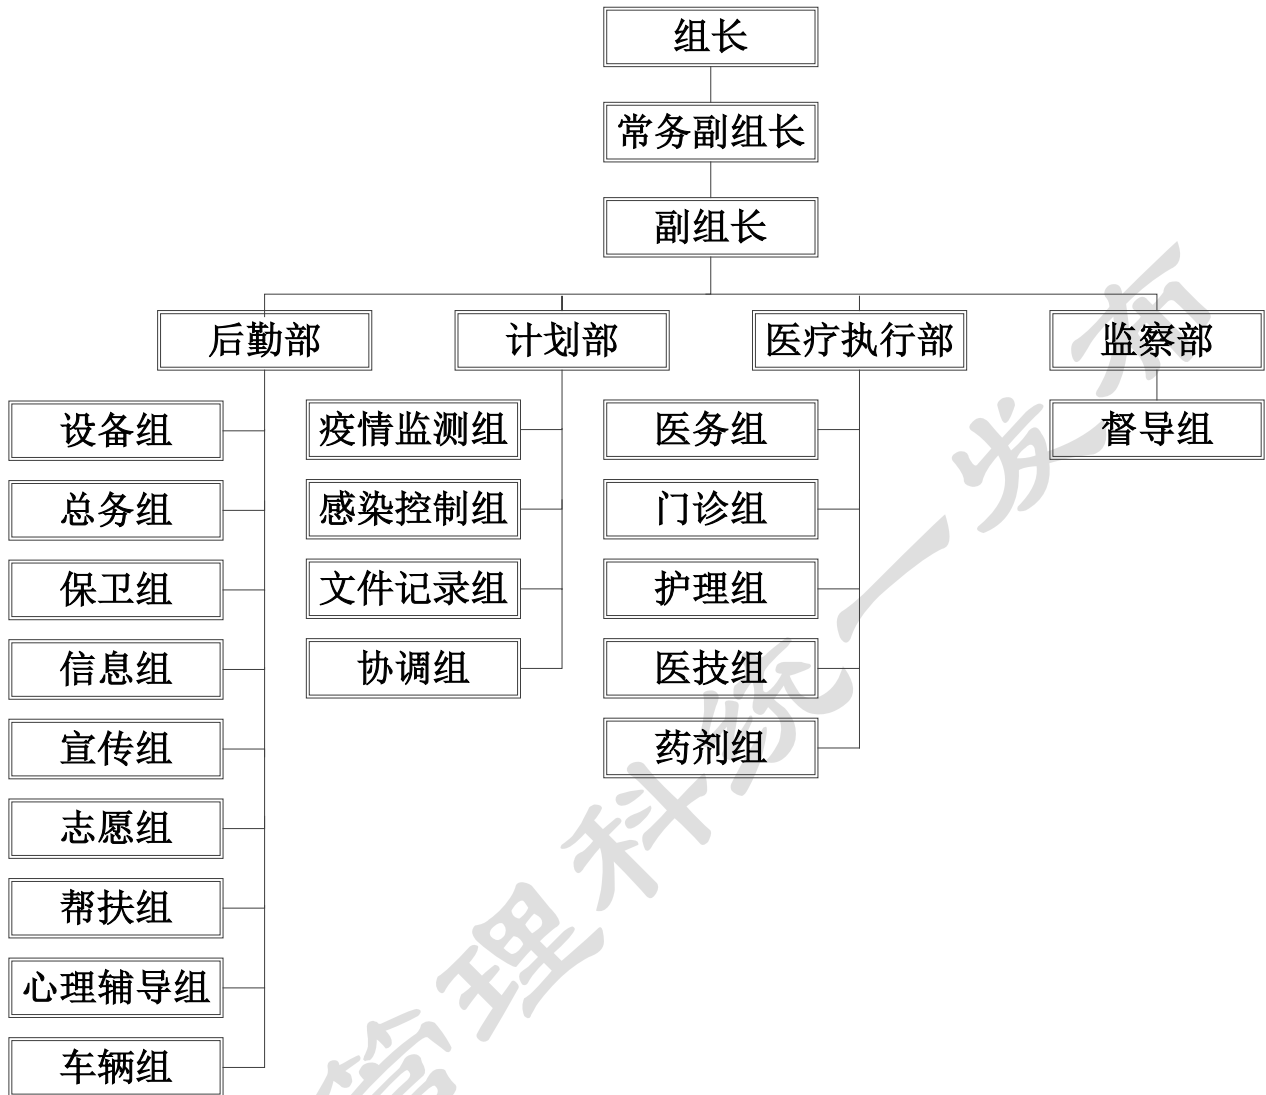 组长
常务副组长
副组长
后勤部
计划部
医疗执行部
监察部
设备组
疫情监测组
医务组
督导组
总务组
感染控制组
门诊组
保卫组
文件记录组
护理组
信息组
协调组
医技组
宣传组
药剂组
志愿组
帮扶组
心理辅导组
车辆组
管理科统一发布